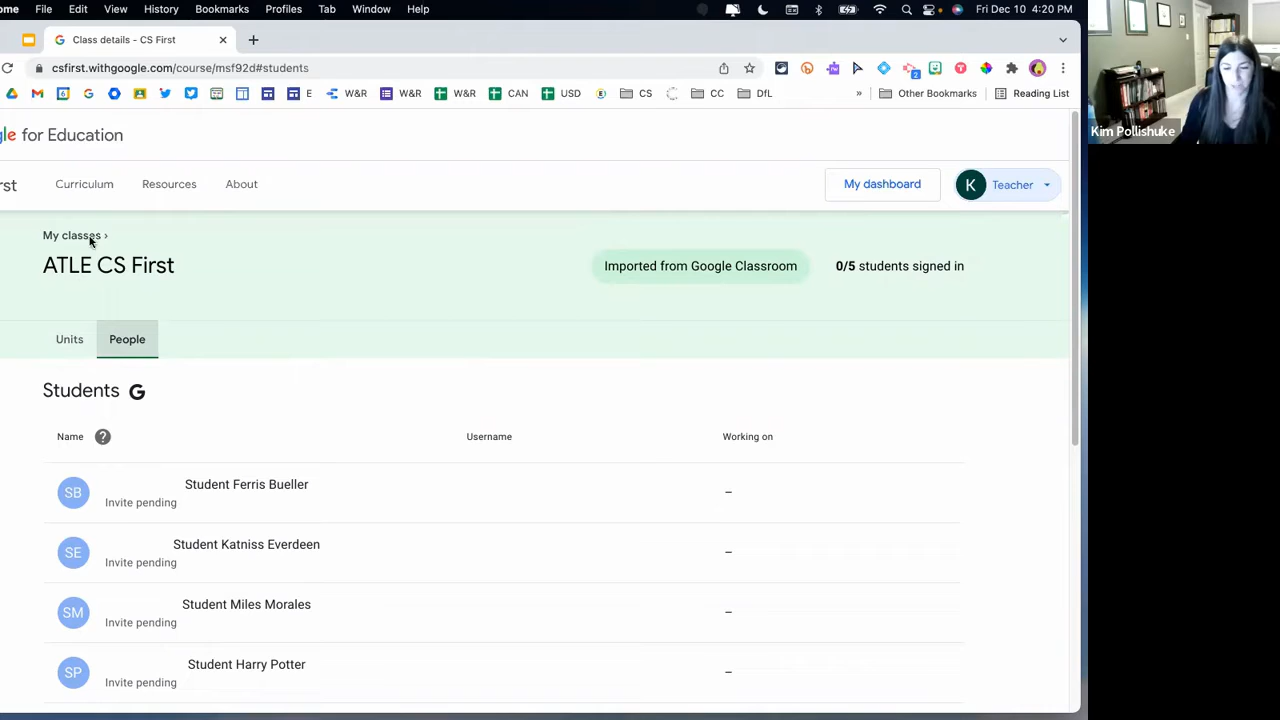 ome File Edit View History Bookmarks Profiles Tab Window Help Fri Dec 10 4:20 PM
Class details - CS First
csfirst.withgoogle.com/course/msf92d#students
E W&R W&R W&R CAN USD CS CC DfL » Other Bookmarks Reading List
gle for Education
rst Curriculum Resources About My dashboard K Teacher
My classes ›
ATLE CS First Imported from Google Classroom 0/5 students signed in
Units People
Students G
Name ? Username Working on
SB Student Ferris Bueller –
Invite pending
SE Student Katniss Everdeen –
Invite pending
SM Student Miles Morales –
Invite pending
SP Student Harry Potter –
Invite pending
Kim Pollishuke